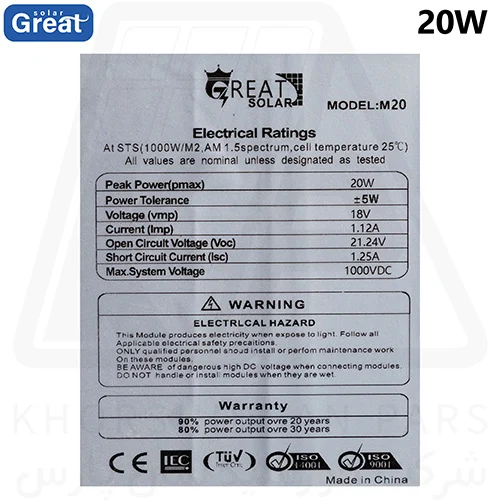 solar
Great
20W
GREAT
SOLAR
MODEL:M20
Electrical Ratings
At STS(1000W/M2,AM 1.5spectrum,cell temperature 25℃)
All values are nominal unless designated as tested
Peak Power(pmax) 20W
Power Tolerance ±5W
Voltage (vmp) 18V
Current (Imp) 1.12A
Open Circuit Voltage (Voc) 21.24V
Short Circuit Current (Isc) 1.25A
Max.System Voltage 1000VDC
WARNING
ELECTRLCAL HAZARD
This Module produces electricity when expose to light. Follow all
Applicable electrical safety precautions.
ONLY qualified personnel shoud install or perfom maintenance work
On these modules.
BE AWARE of dangerous high DC voltage when connecting modules.
DO NOT handle or install modules when they are wet.
Warranty
90% power output ovre 20 years
80% power output ovre 30 years
CE IEC TÜV Inter Cins. ISO 14001 ISO 9001
Made in China